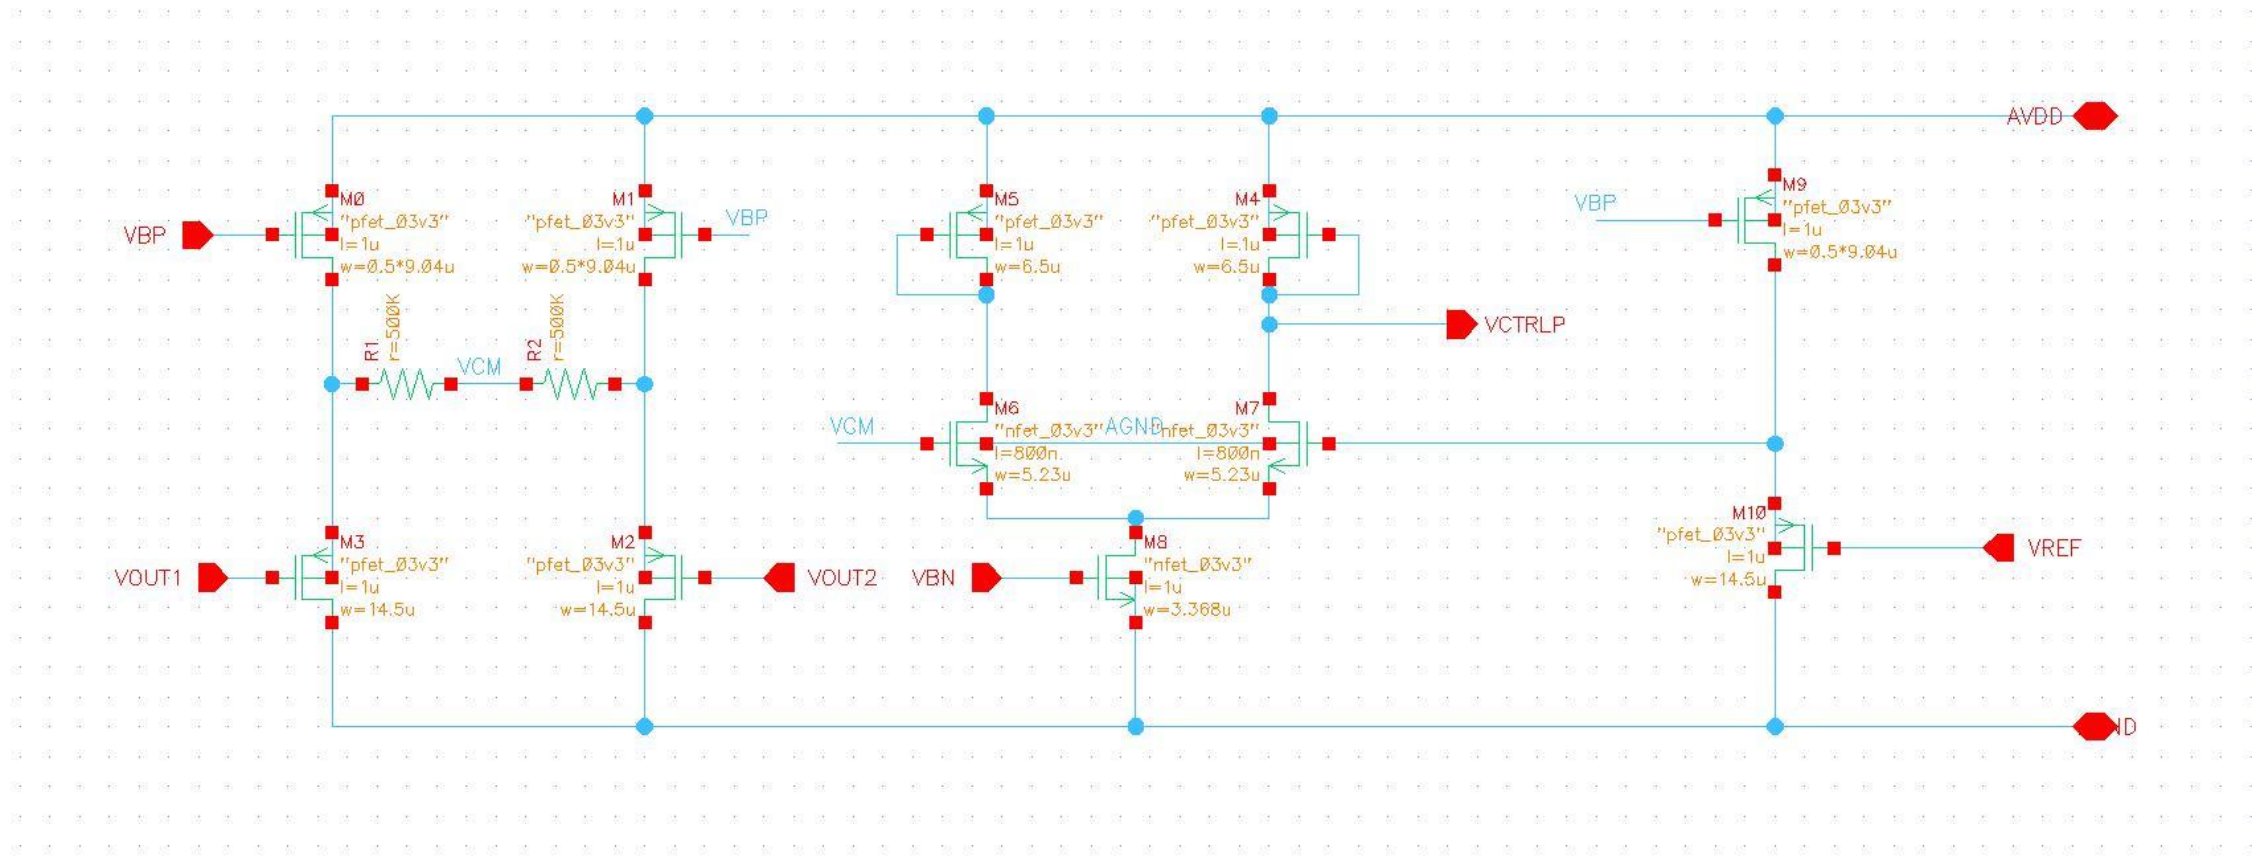 AVDD
M0
"pfet_03v3"
l=1u
w=0.5*9.04u
VBP
M1
"pfet_03v3"
l=1u
w=0.5*9.04u
VBP
M5
"pfet_03v3"
l=1u
w=6.5u
M4
"pfet_03v3"
l=1u
w=6.5u
VBP
M9
"pfet_03v3"
l=1u
w=0.5*9.04u
R1
r=500K
VCM
R2
r=500K
VCTRLP
VCM
M6
"nfet_03v3"
l=800n
w=5.23u
AGND
M7
"nfet_03v3"
l=800n
w=5.23u
VOUT1
M3
"pfet_03v3"
l=1u
w=14.5u
M2
"pfet_03v3"
l=1u
w=14.5u
VOUT2
VBN
M8
"nfet_03v3"
l=1u
w=3.368u
M10
"pfet_03v3"
l=1u
w=14.5u
VREF